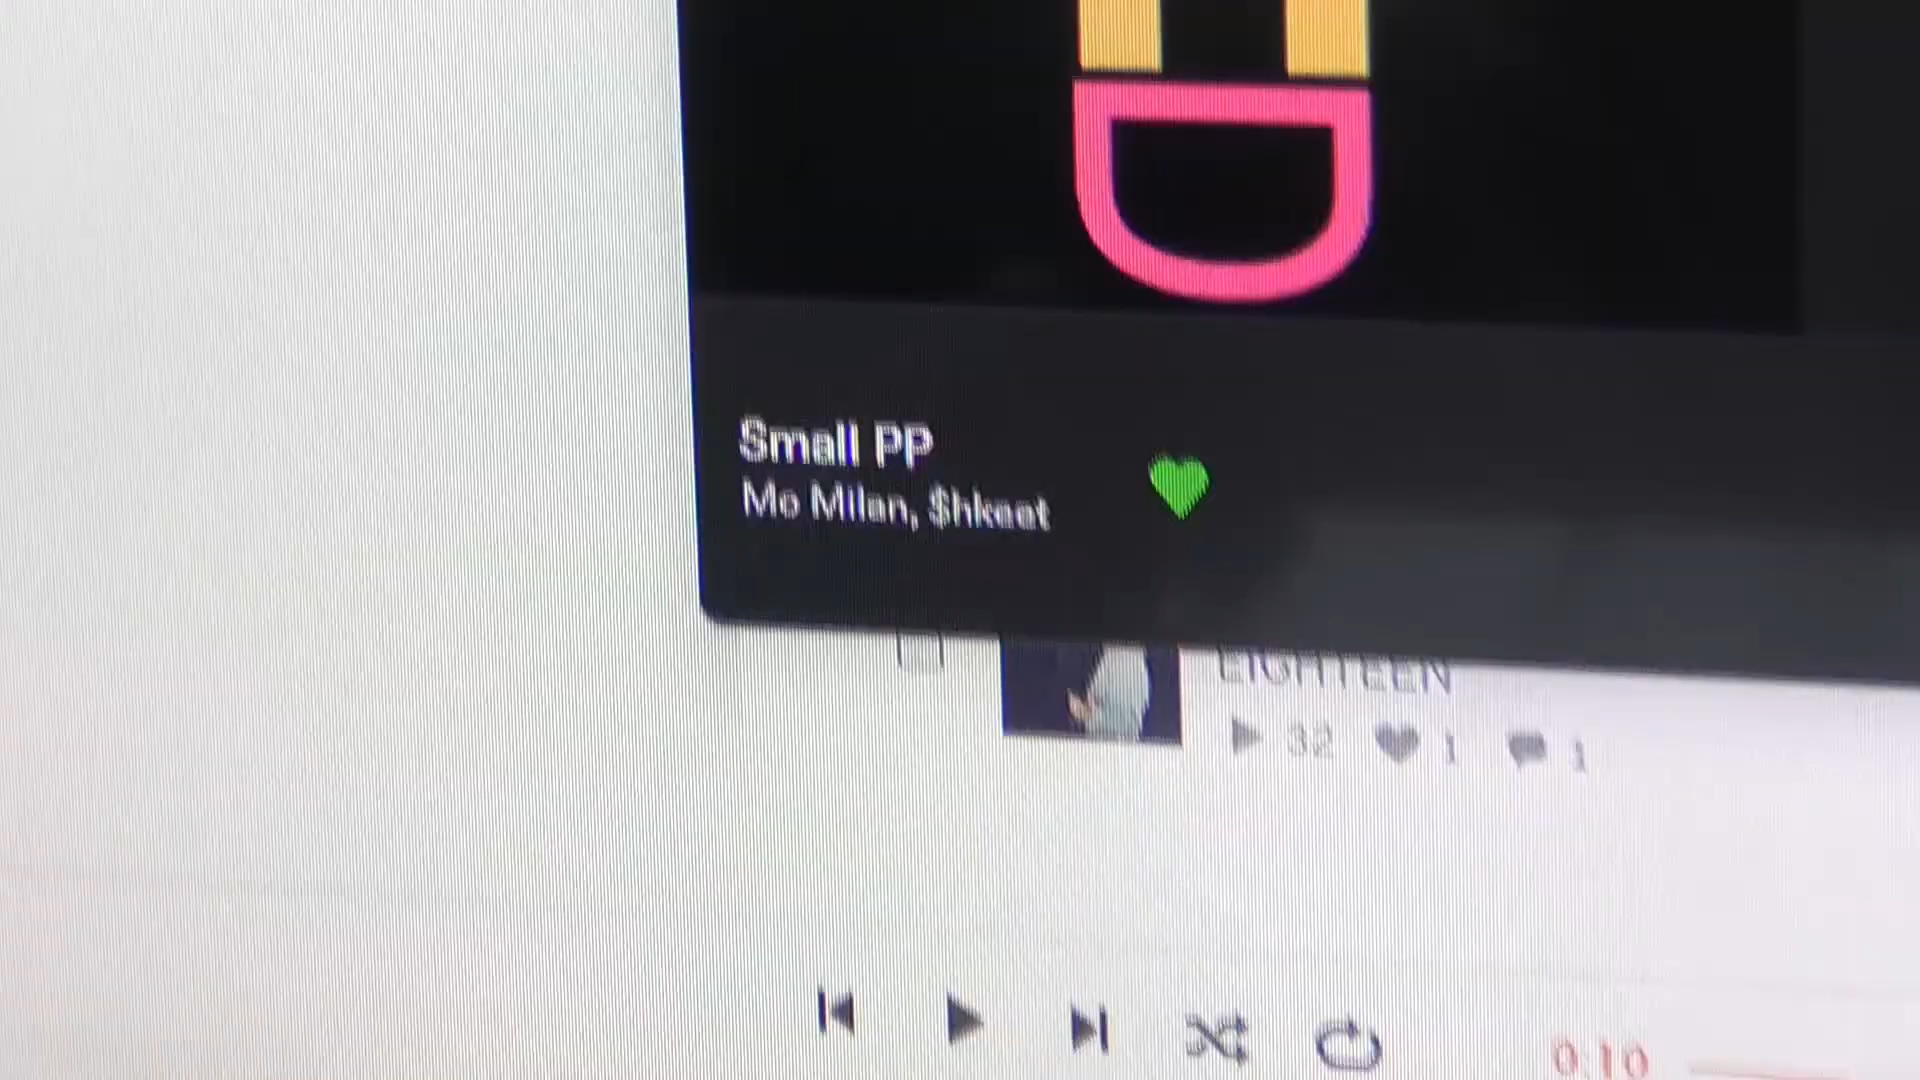 Small PP
Mo Milan, $hkeet
EIGHTEEN
32 1 1
0:10